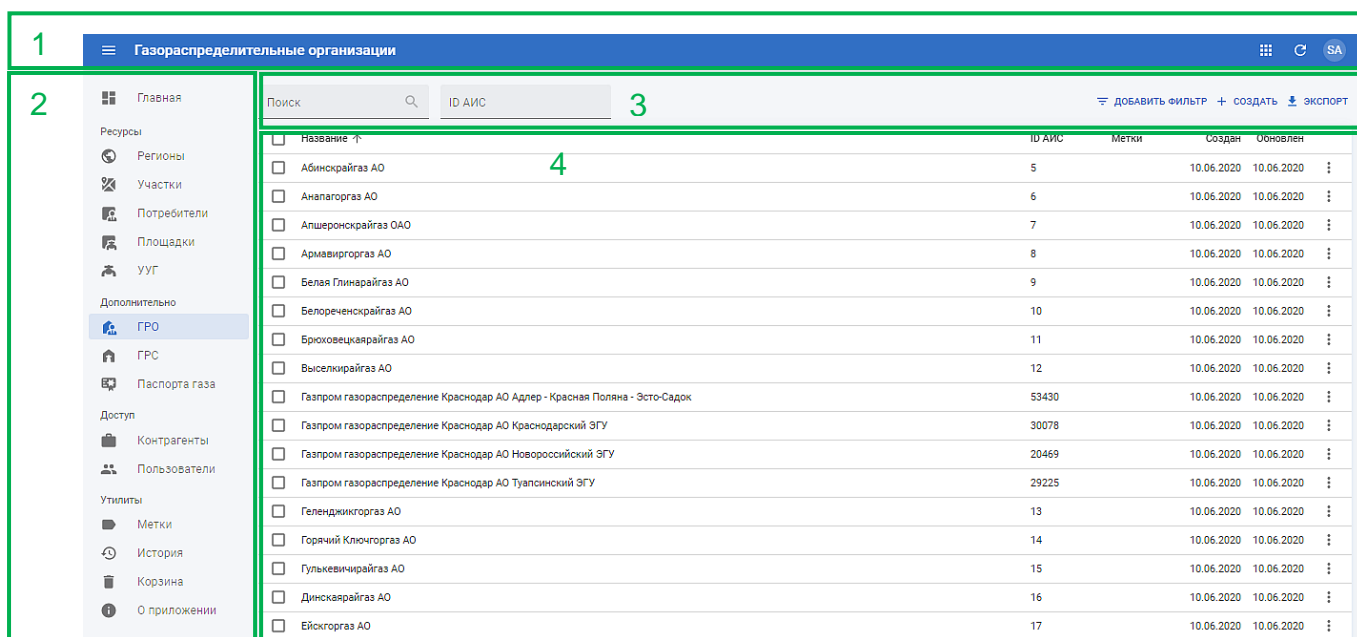 1
Газораспределительные организации
SA
2
Главная
Ресурсы
Регионы
Участки
Потребители
Площадки
УУГ
Дополнительно
ГРО
ГРС
Паспорта газа
Доступ
Контрагенты
Пользователи
Утилиты
Метки
История
Корзина
О приложении
Поиск ID АИС 3 ДОБАВИТЬ ФИЛЬТР + СОЗДАТЬ ЭКСПОРТ
Название ↑ ID АИС Метки Создан Обновлен
4
Абинскрайгаз АО 5 10.06.2020 10.06.2020
Анапагоргаз АО 6 10.06.2020 10.06.2020
Апшеронскрайгаз ОАО 7 10.06.2020 10.06.2020
Армавиргоргаз АО 8 10.06.2020 10.06.2020
Белая Глинарайгаз АО 9 10.06.2020 10.06.2020
Белореченскрайгаз АО 10 10.06.2020 10.06.2020
Брюховецкаярайгаз АО 11 10.06.2020 10.06.2020
Выселкирайгаз АО 12 10.06.2020 10.06.2020
Газпром газораспределение Краснодар АО Адлер - Красная Поляна - Эсто-Садок 53430 10.06.2020 10.06.2020
Газпром газораспределение Краснодар АО Краснодарский ЭГУ 30078 10.06.2020 10.06.2020
Газпром газораспределение Краснодар АО Новороссийский ЭГУ 20469 10.06.2020 10.06.2020
Газпром газораспределение Краснодар АО Туапсинский ЭГУ 29225 10.06.2020 10.06.2020
Геленджикгоргаз АО 13 10.06.2020 10.06.2020
Горячий Ключгоргаз АО 14 10.06.2020 10.06.2020
Гулькевичирайгаз АО 15 10.06.2020 10.06.2020
Динскаярайгаз АО 16 10.06.2020 10.06.2020
Ейскгоргаз АО 17 10.06.2020 10.06.2020